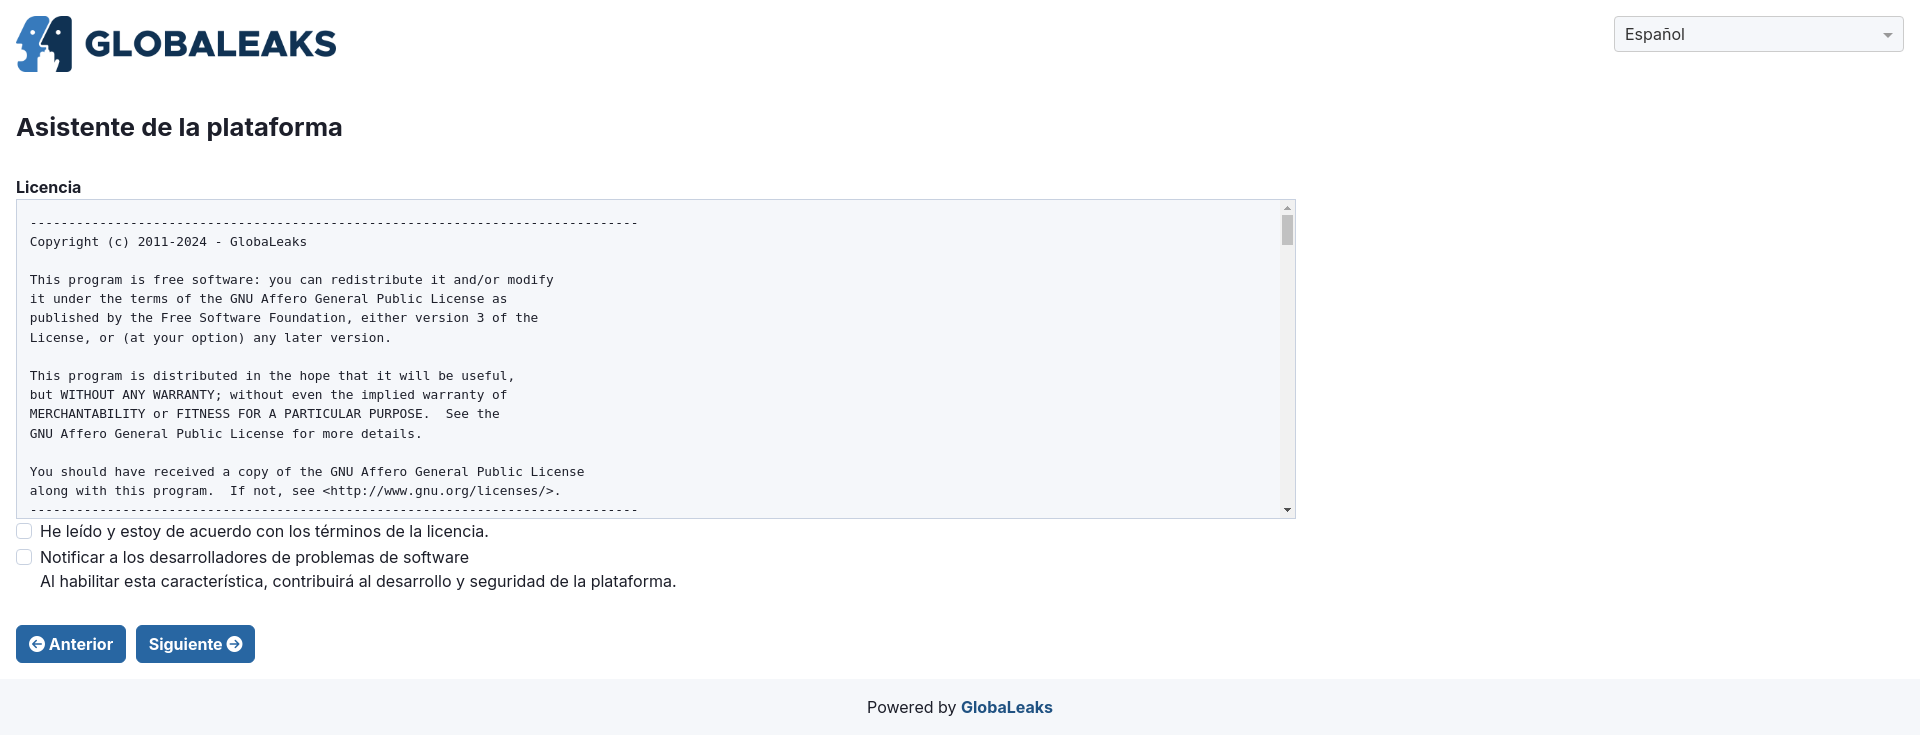 GLOBALEAKS
Español
Asistente de la plataforma
Licencia
-------------------------------------------------------------------------------
Copyright (c) 2011-2024 - GlobaLeaks
This program is free software: you can redistribute it and/or modify
it under the terms of the GNU Affero General Public License as
published by the Free Software Foundation, either version 3 of the
License, or (at your option) any later version.
This program is distributed in the hope that it will be useful,
but WITHOUT ANY WARRANTY; without even the implied warranty of
MERCHANTABILITY or FITNESS FOR A PARTICULAR PURPOSE.  See the
GNU Affero General Public License for more details.
You should have received a copy of the GNU Affero General Public License
along with this program.  If not, see <http://www.gnu.org/licenses/>.
-------------------------------------------------------------------------------
He leído y estoy de acuerdo con los términos de la licencia.
Notificar a los desarrolladores de problemas de software
Al habilitar esta característica, contribuirá al desarrollo y seguridad de la plataforma.
Anterior Siguiente
Powered by GlobaLeaks